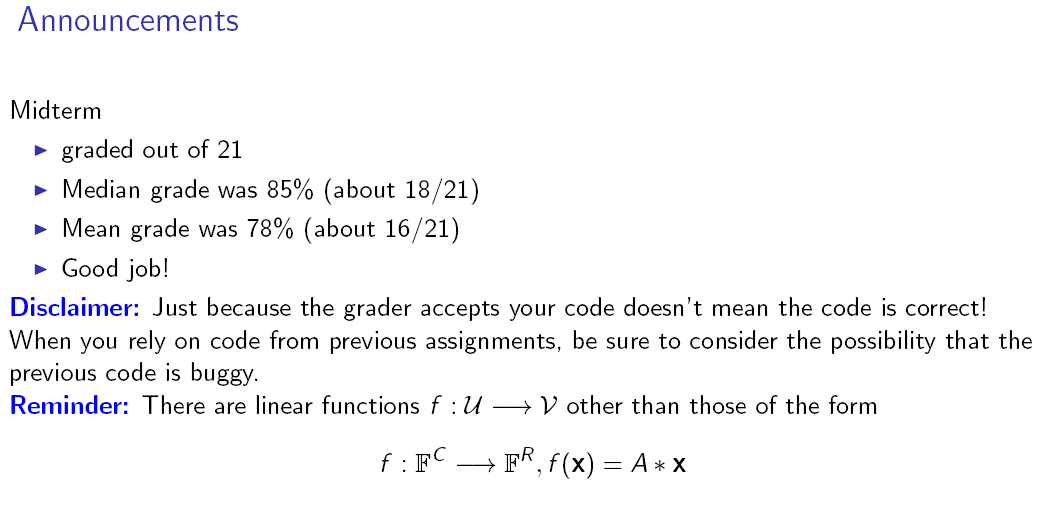 Announcements
Midterm
▶ graded out of 21
▶ Median grade was 85% (about 18/21)
▶ Mean grade was 78% (about 16/21)
▶ Good job!
Disclaimer: Just because the grader accepts your code doesn't mean the code is correct!
When you rely on code from previous assignments, be sure to consider the possibility that the
previous code is buggy.
Reminder: There are linear functions f : 𝒰 ⟶ 𝒱 other than those of the form
f : 𝔽^C ⟶ 𝔽^R, f(𝐱) = A ∗ 𝐱